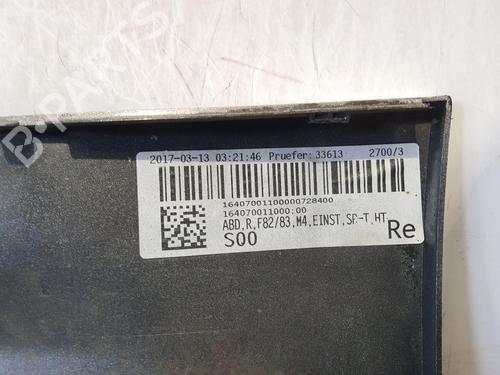 2017-03-13 03:21:46 Pruefer: 33613 2700/3
16407001100000728400
164070011000:00
ABD,R,F82/83,M4,EINST,SP-T,HT
S00
Re
B-PARTS